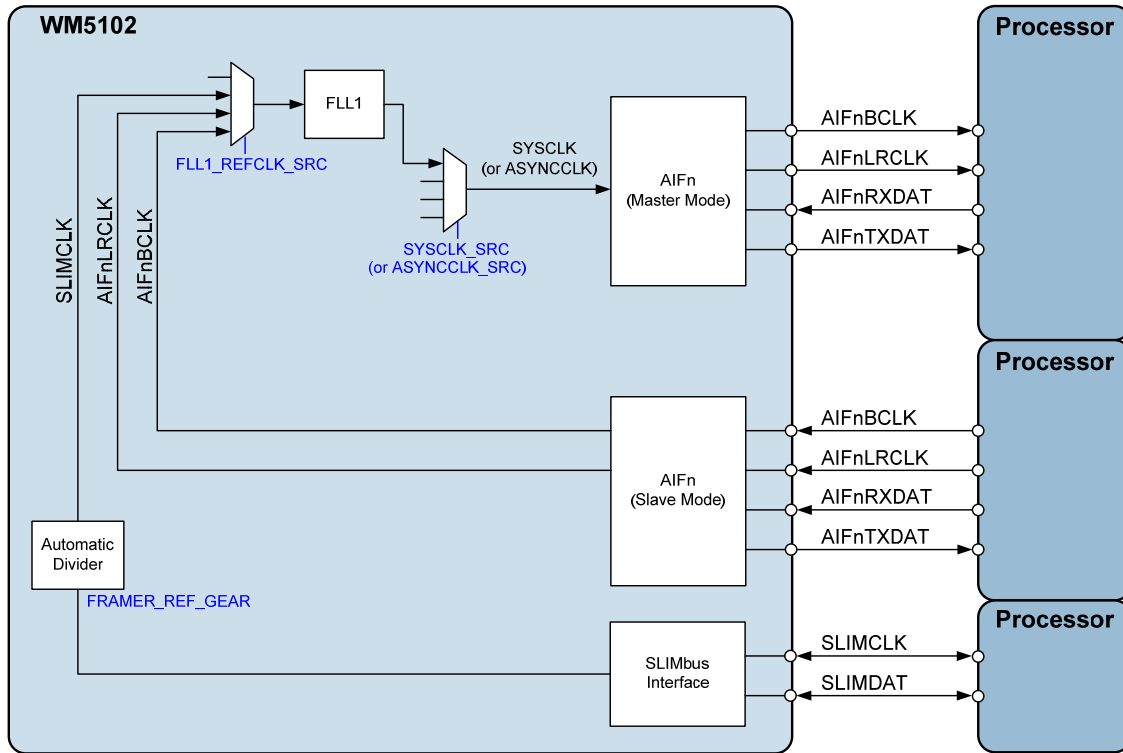 WM5102
Processor
FLL1
FLL1_REFCLK_SRC
SYSCLK
(or ASYNCCLK)
SYSCLK_SRC
(or ASYNCCLK_SRC)
AIFn
(Master Mode)
AIFnBCLK
AIFnLRCLK
AIFnRXDAT
AIFnTXDAT
SLIMCLK
AIFnLRCLK
AIFnBCLK
Processor
AIFn
(Slave Mode)
AIFnBCLK
AIFnLRCLK
AIFnRXDAT
AIFnTXDAT
Automatic
Divider
FRAMER_REF_GEAR
Processor
SLIMbus
Interface
SLIMCLK
SLIMDAT